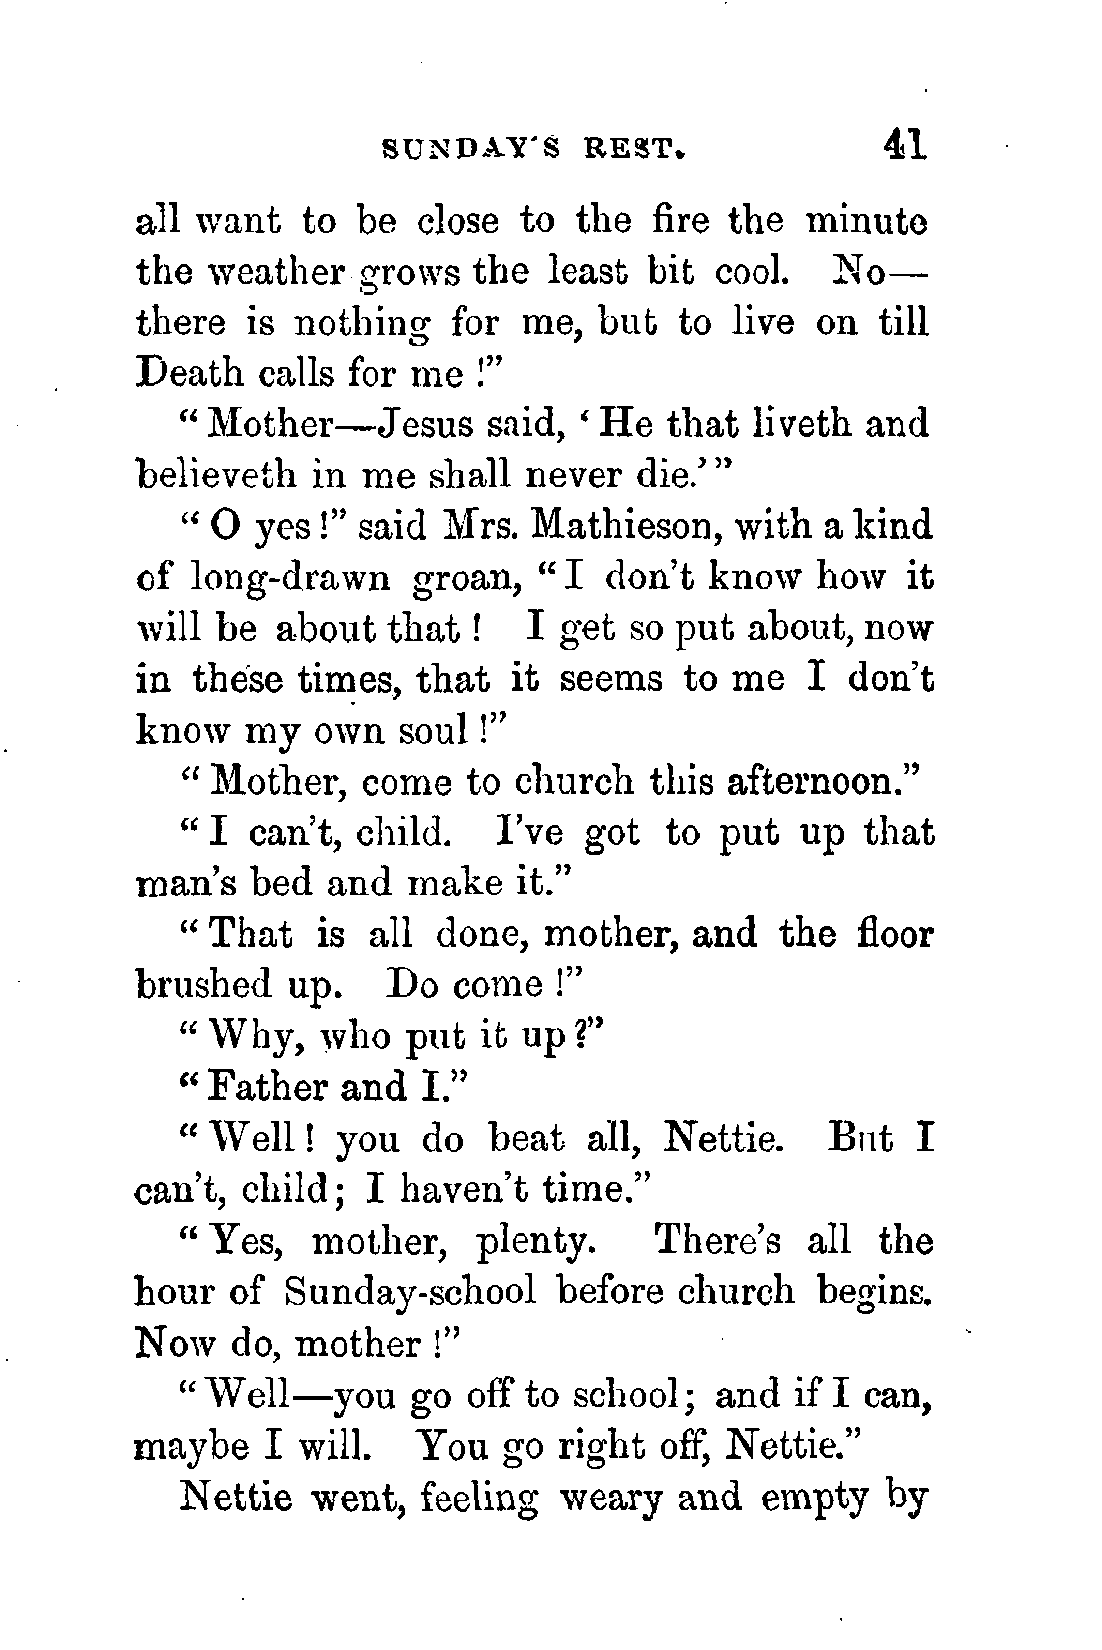 SUNDAY'S REST. 41
all want to be close to the fire the minute
the weather grows the least bit cool. No—
there is nothing for me, but to live on till
Death calls for me !”
“ Mother—Jesus said, ‘ He that liveth and
believeth in me shall never die.’ ”
“ O yes !” said Mrs. Mathieson, with a kind
of long-drawn groan, “ I don’t know how it
will be about that ! I get so put about, now
in these times, that it seems to me I don’t
know my own soul !”
“ Mother, come to church this afternoon.”
“ I can’t, child. I’ve got to put up that
man’s bed and make it.”
“ That is all done, mother, and the floor
brushed up. Do come !”
“ Why, who put it up ?”
“ Father and I.”
“ Well ! you do beat all, Nettie. But I
can’t, child ; I haven’t time.”
“ Yes, mother, plenty. There’s all the
hour of Sunday-school before church begins.
Now do, mother !”
“ Well—you go off to school ; and if I can,
maybe I will. You go right off, Nettie.”
Nettie went, feeling weary and empty by